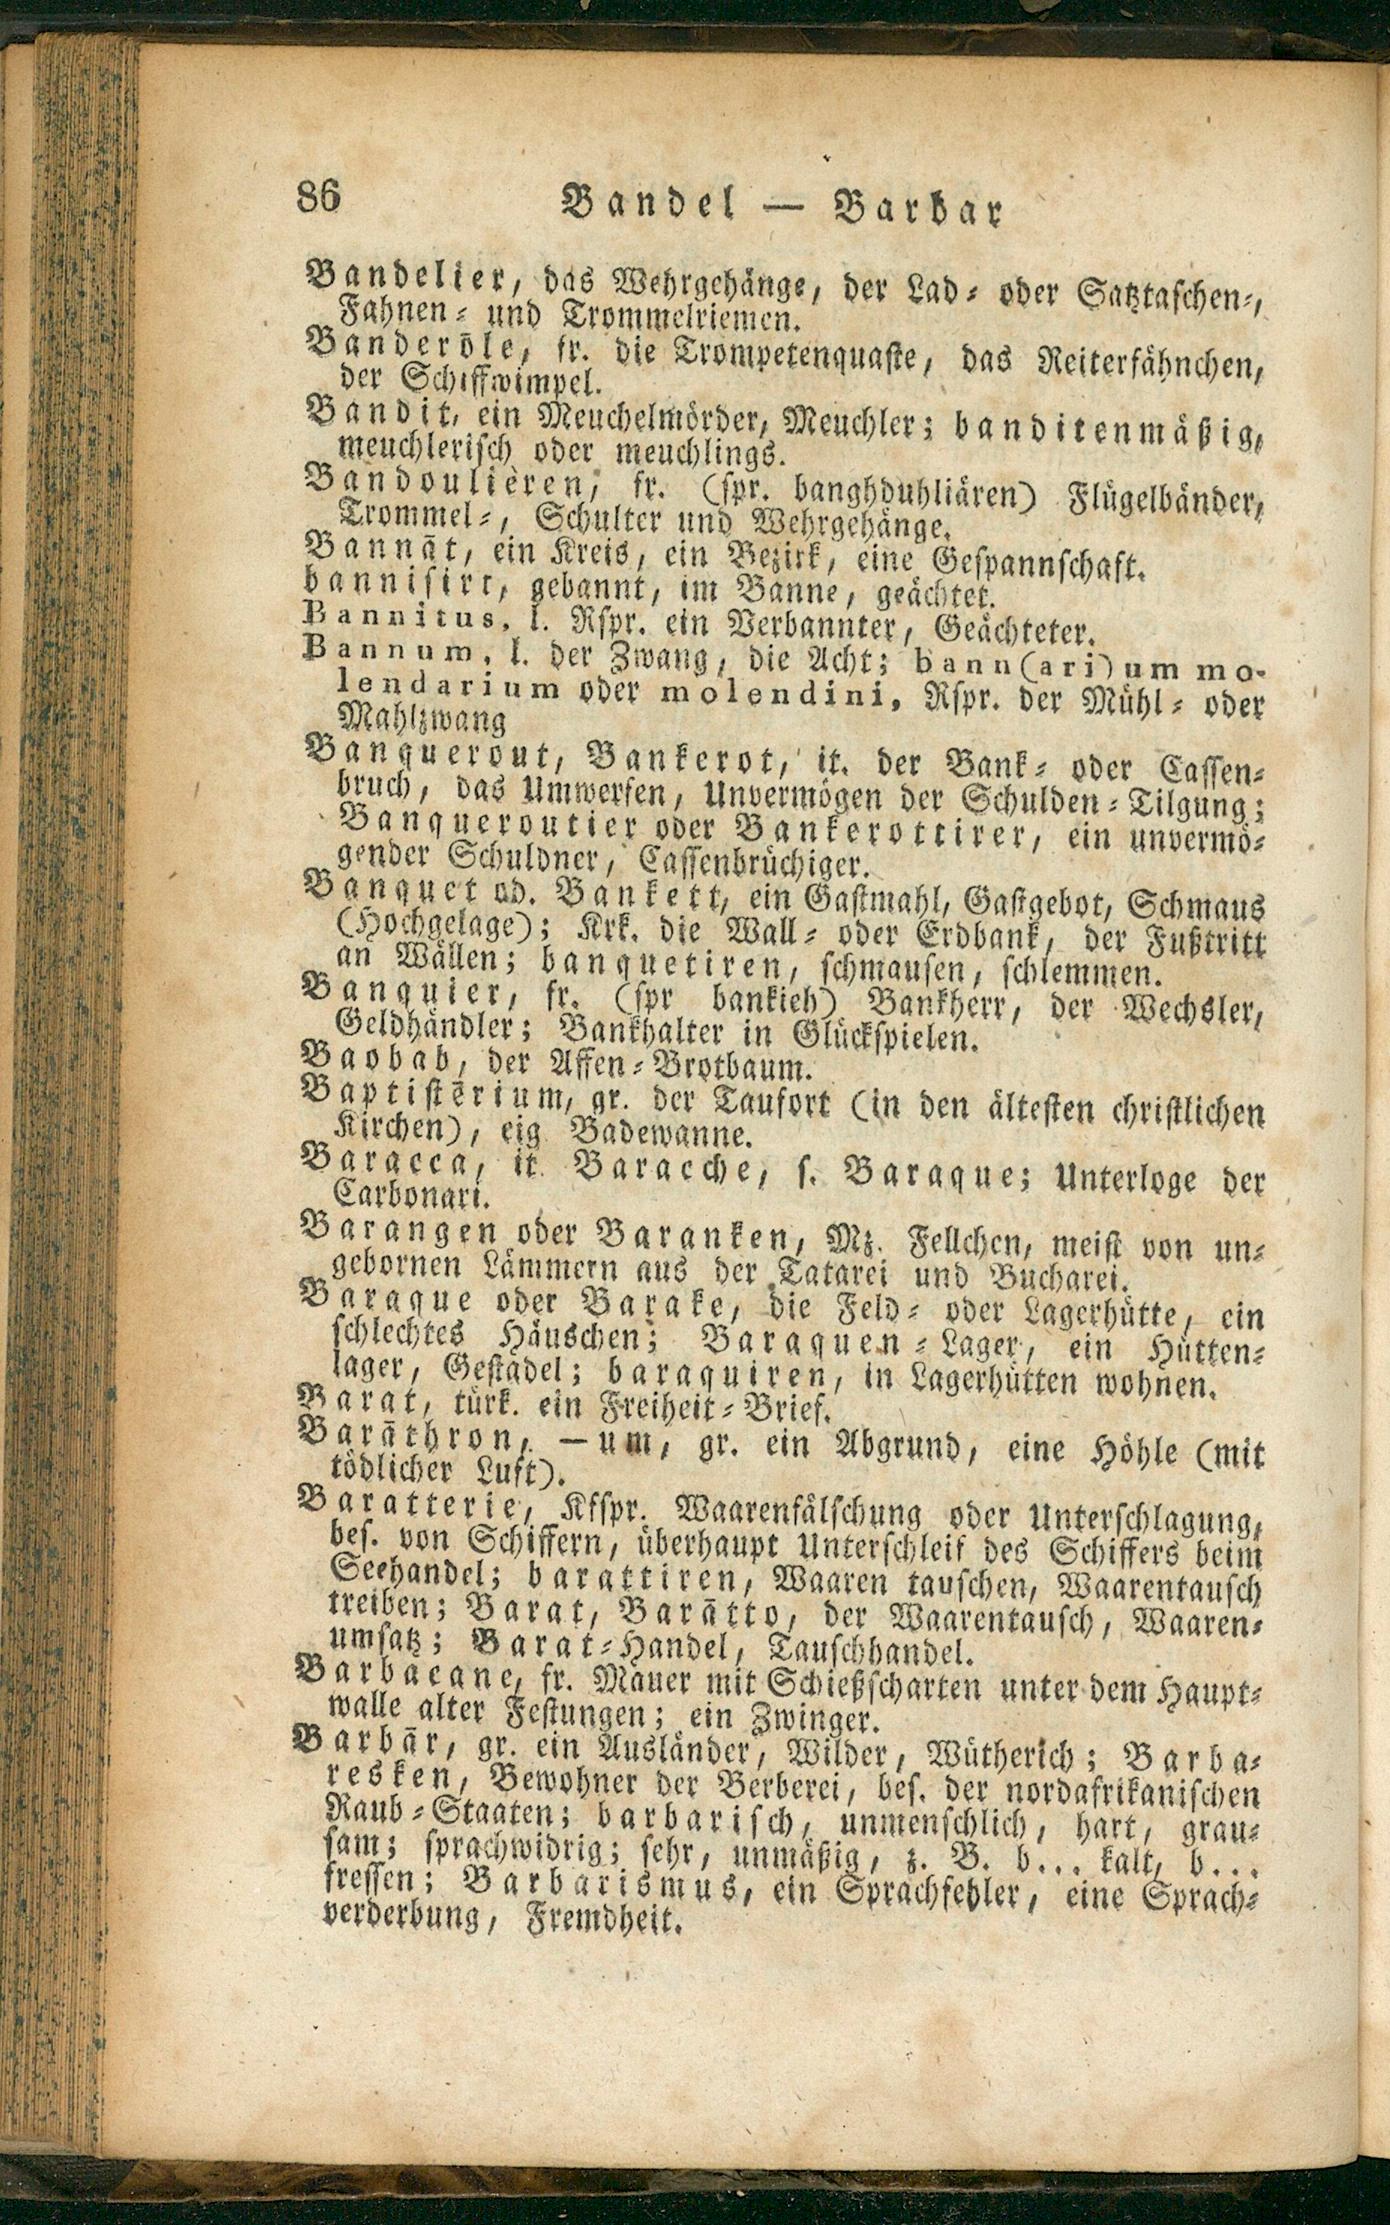 86 Bandel — Barbar
Bandelier, das Wehrgehänge, der Lad- oder Satztaschen-,
Fahnen- und Trommelriemen.
Banderōle, fr. die Trompetenquaste, das Reiterfähnchen,
der Schiffwimpel.
Bandit, ein Meuchelmörder, Meuchler; banditenmäßig,
meuchlerisch oder meuchlings.
Bandoulièren, fr. (spr. banghduhliären) Flügelbänder,
Trommel-, Schulter und Wehrgehänge.
Bannāt, ein Kreis, ein Bezirk, eine Gespannschaft.
bannisirt, gebannt, im Banne, geächtet.
Bannitus, l. Rspr. ein Verbannter, Geächteter.
Bannum, l. der Zwang, die Acht; bann(ari)um mo-
lendarium oder molendini, Rspr. der Mühl- oder
Mahlzwang
Banquerout, Bankerot, it. der Bank- oder Cassen-
bruch, das Umwerfen, Unvermögen der Schulden-Tilgung;
Banqueroutier oder Bankerottirer, ein unvermö-
gender Schuldner, Cassenbrüchiger.
Banquet od. Bankett, ein Gastmahl, Gastgebot, Schmaus
(Hochgelage); Krk. die Wall- oder Erdbank, der Fußtritt
an Wällen; banquetiren, schmausen, schlemmen.
Banquier, fr. (spr bankieh) Bankherr, der Wechsler,
Geldhändler; Bankhalter in Glückspielen.
Baobab, der Affen-Brotbaum.
Baptistērium, gr. der Taufort (in den ältesten christlichen
Kirchen), eig Badewanne.
Baracca, it Baracche, s. Baraque; Unterloge der
Carbonari.
Barangen oder Baranken, Mz. Fellchen, meist von un-
gebornen Lämmern aus der Tatarei und Bucharei.
Baraque oder Barake, die Feld- oder Lagerhütte, ein
schlechtes Häuschen; Baraquen-Lager, ein Hütten-
lager, Gestadel; baraquiren, in Lagerhütten wohnen.
Barat, türk. ein Freiheit-Brief.
Barāthron, —um, gr. ein Abgrund, eine Höhle (mit
tödlicher Luft).
Baratterie, Kfspr. Waarenfälschung oder Unterschlagung,
bes. von Schiffern, überhaupt Unterschleif des Schiffers beim
Seehandel; barattiren, Waaren tauschen, Waarentausch
treiben; Barat, Barātto, der Waarentausch, Waaren-
umsatz; Barat-Handel, Tauschhandel.
Barbacane, fr. Mauer mit Schießscharten unter dem Haupt-
walle alter Festungen; ein Zwinger.
Barbār, gr. ein Ausländer, Wilder, Wütherich; Barba-
resken, Bewohner der Berberei, bes. der nordafrikanischen
Raub-Staaten; barbarisch, unmenschlich, hart, grau-
sam; sprachwidrig; sehr, unmäßig, z. B. b... kalt, b...
fressen; Barbarismus, ein Sprachfehler, eine Sprach-
verderbung, Fremdheit.